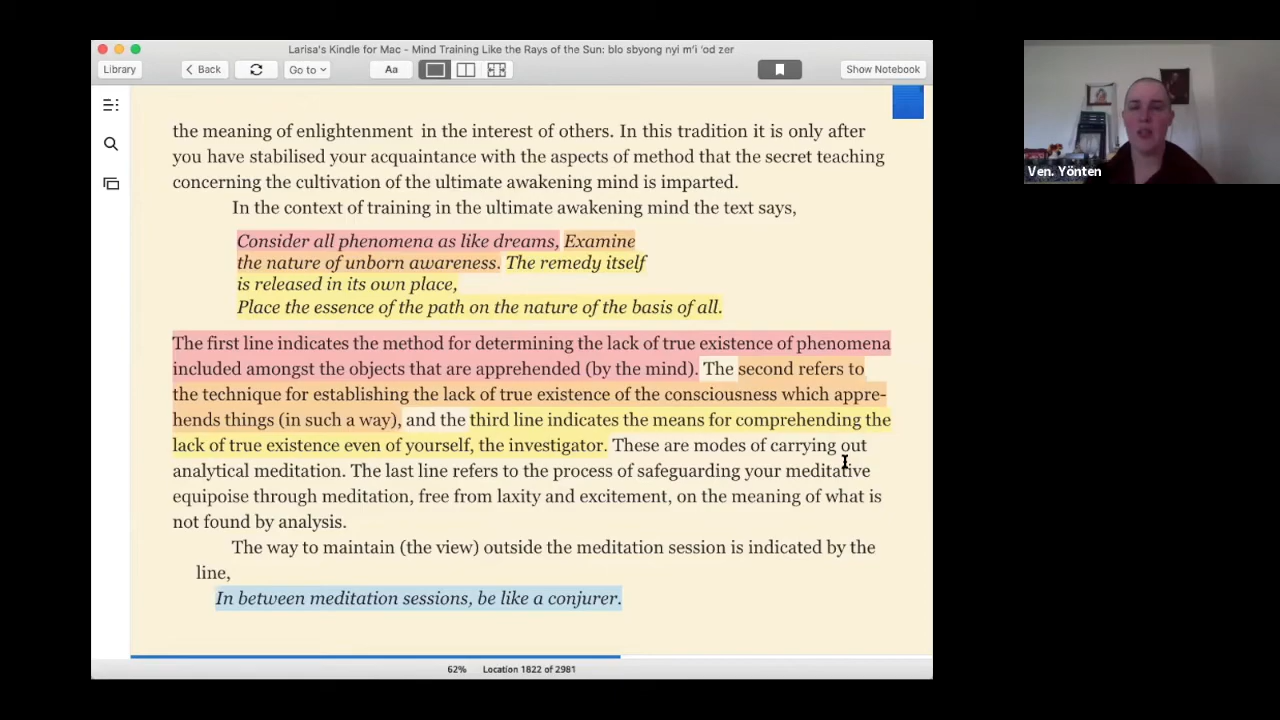 Larisa's Kindle for Mac - Mind Training Like the Rays of the Sun: blo sbyong nyi m'i 'od zer
Library
Back
Go to
Aa
Show Notebook
the meaning of enlightenment in the interest of others. In this tradition it is only after
you have stabilised your acquaintance with the aspects of method that the secret teaching
concerning the cultivation of the ultimate awakening mind is imparted.
In the context of training in the ultimate awakening mind the text says,
Consider all phenomena as like dreams, Examine
the nature of unborn awareness. The remedy itself
is released in its own place,
Place the essence of the path on the nature of the basis of all.
The first line indicates the method for determining the lack of true existence of phenomena
included amongst the objects that are apprehended (by the mind). The second refers to
the technique for establishing the lack of true existence of the consciousness which appre-
hends things (in such a way), and the third line indicates the means for comprehending the
lack of true existence even of yourself, the investigator. These are modes of carrying out
analytical meditation. The last line refers to the process of safeguarding your meditative
equipoise through meditation, free from laxity and excitement, on the meaning of what is
not found by analysis.
The way to maintain (the view) outside the meditation session is indicated by the
line,
In between meditation sessions, be like a conjurer.
62% Location 1822 of 2981
Ven. Yönten